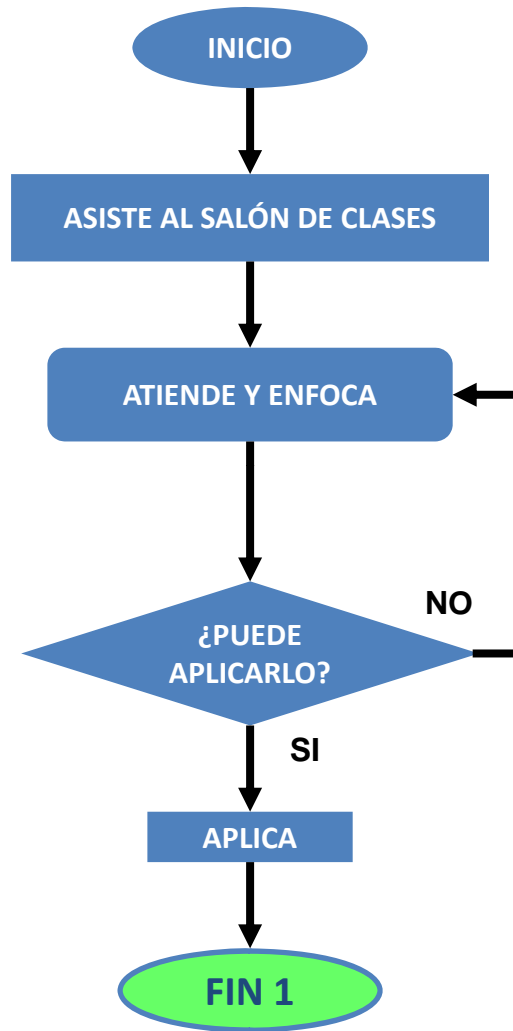 INICIO
ASISTE AL SALÓN DE CLASES
ATIENDE Y ENFOCA
NO
¿PUEDE
APLICARLO?
SI
APLICA
FIN 1